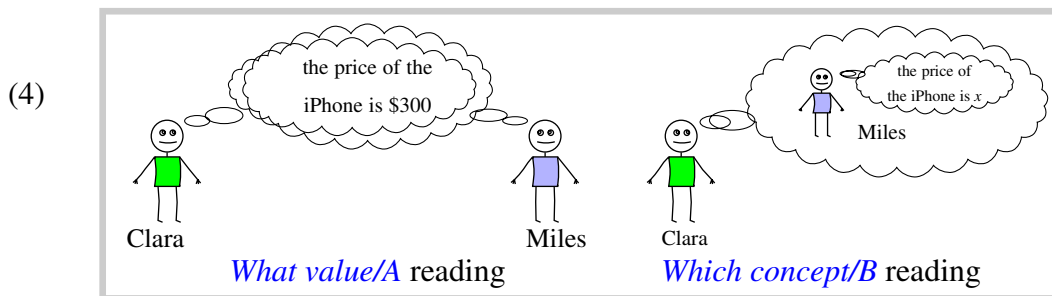 (4)
the price of the
iPhone is $300
Clara
Miles
What value/A reading
the price of
the iPhone is x
Miles
Clara
Which concept/B reading